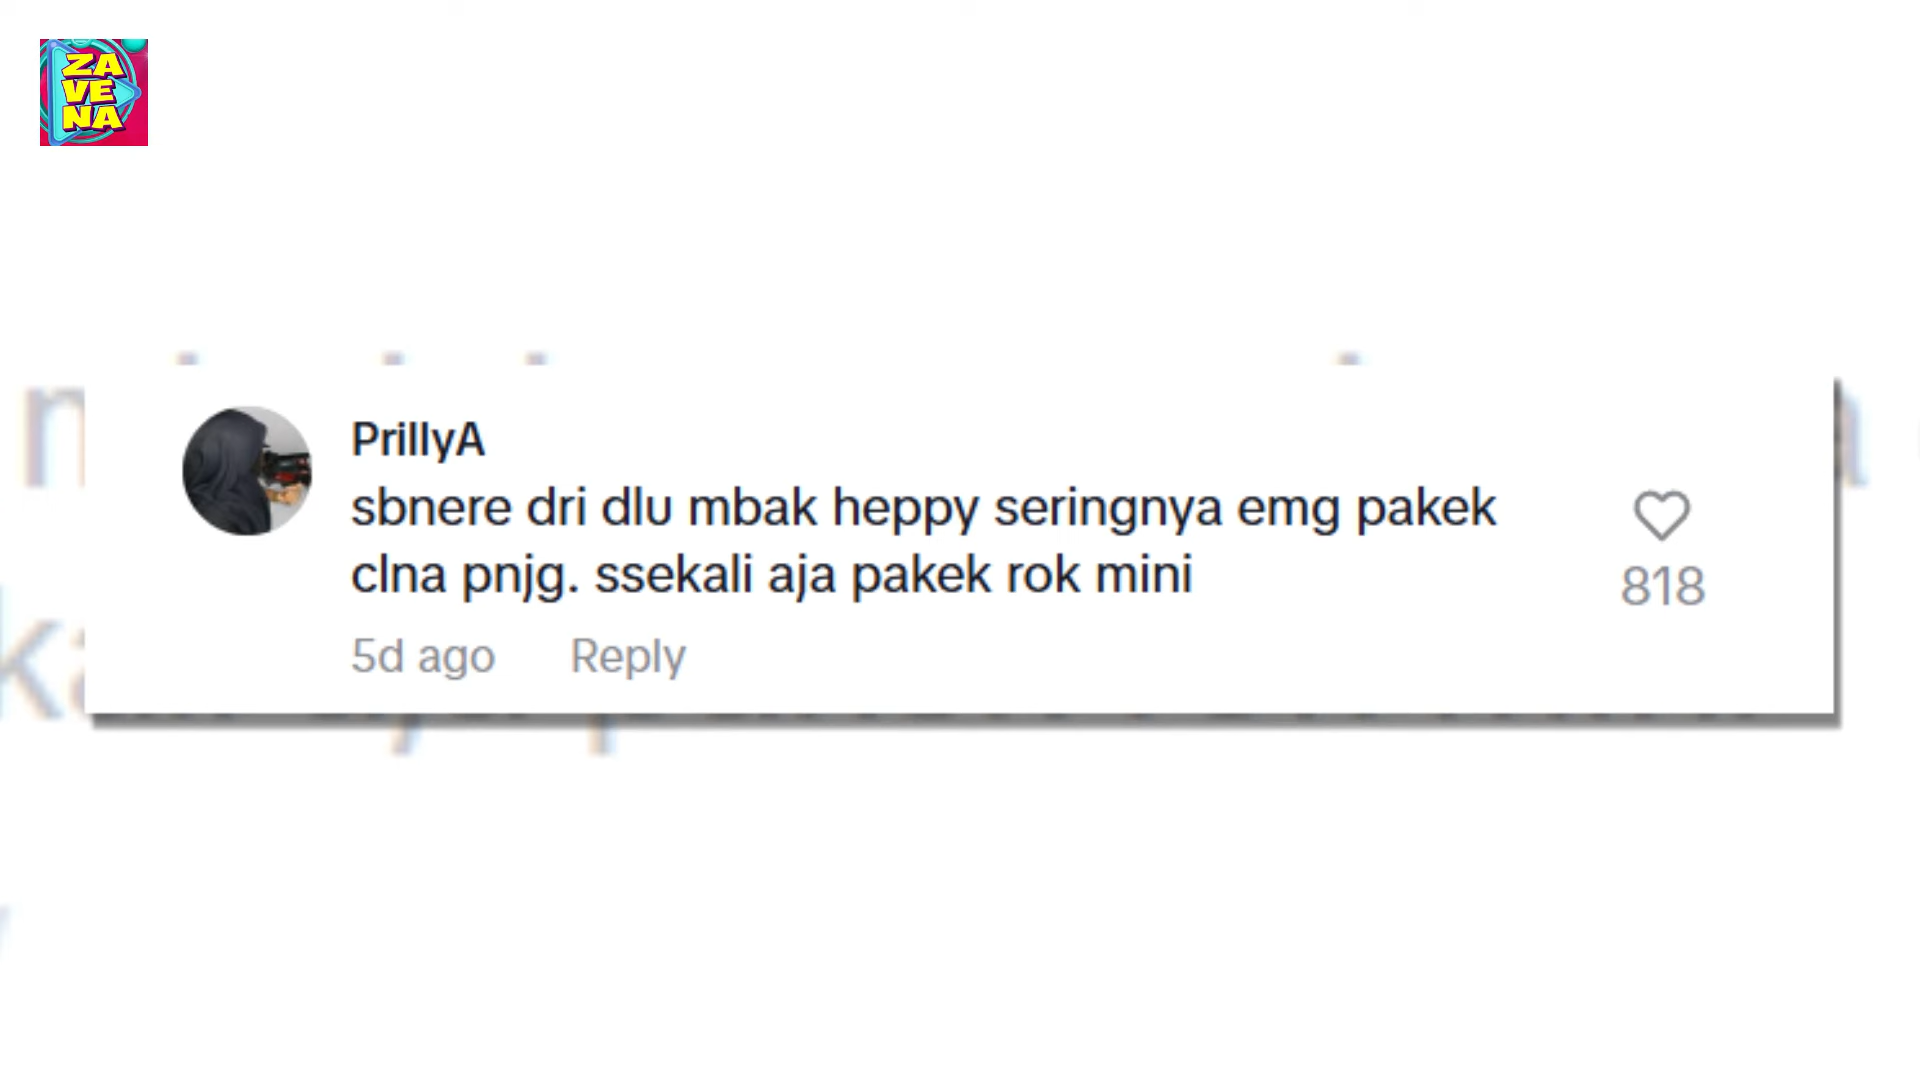 ZA
VE
NA
PrillyA
sbnere dri dlu mbak heppy seringnya emg pakek
clna pnjg. ssekali aja pakek rok mini
818
5d ago Reply